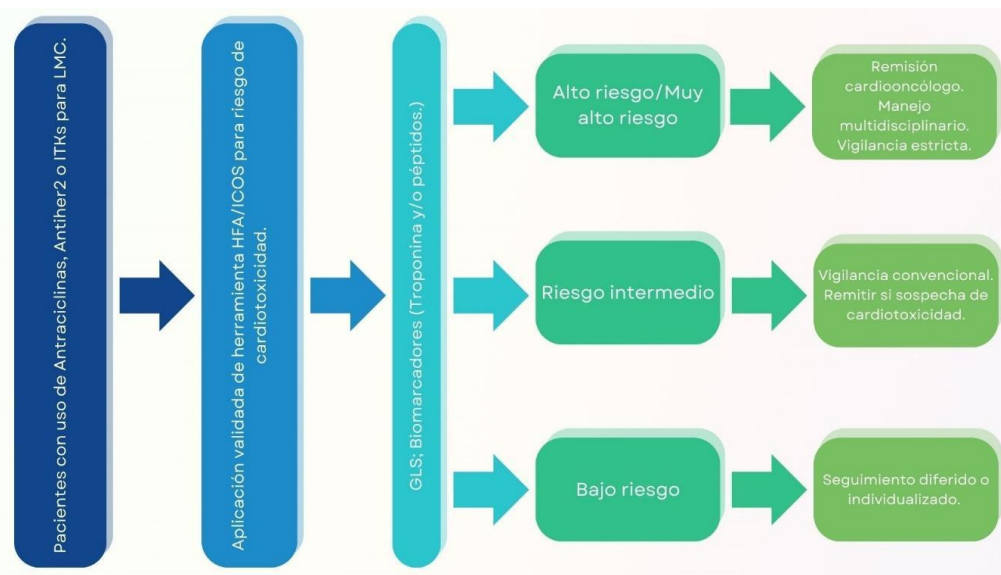 Pacientes con uso de Antraciclinas, Antiher2 o ITKs para LMC.
Aplicación validada de herramienta HFA/ICOS para riesgo de
cardiotoxicidad.
GLS; Biomarcadores (Troponina y/o péptidos.)
Alto riesgo/Muy
alto riesgo
Remisión
cardiooncólogo.
Manejo
multidisciplinario.
Vigilancia estricta.
Riesgo intermedio
Vigilancia convencional.
Remitir si sospecha de
cardiotoxicidad.
Bajo riesgo
Seguimiento diferido o
individualizado.